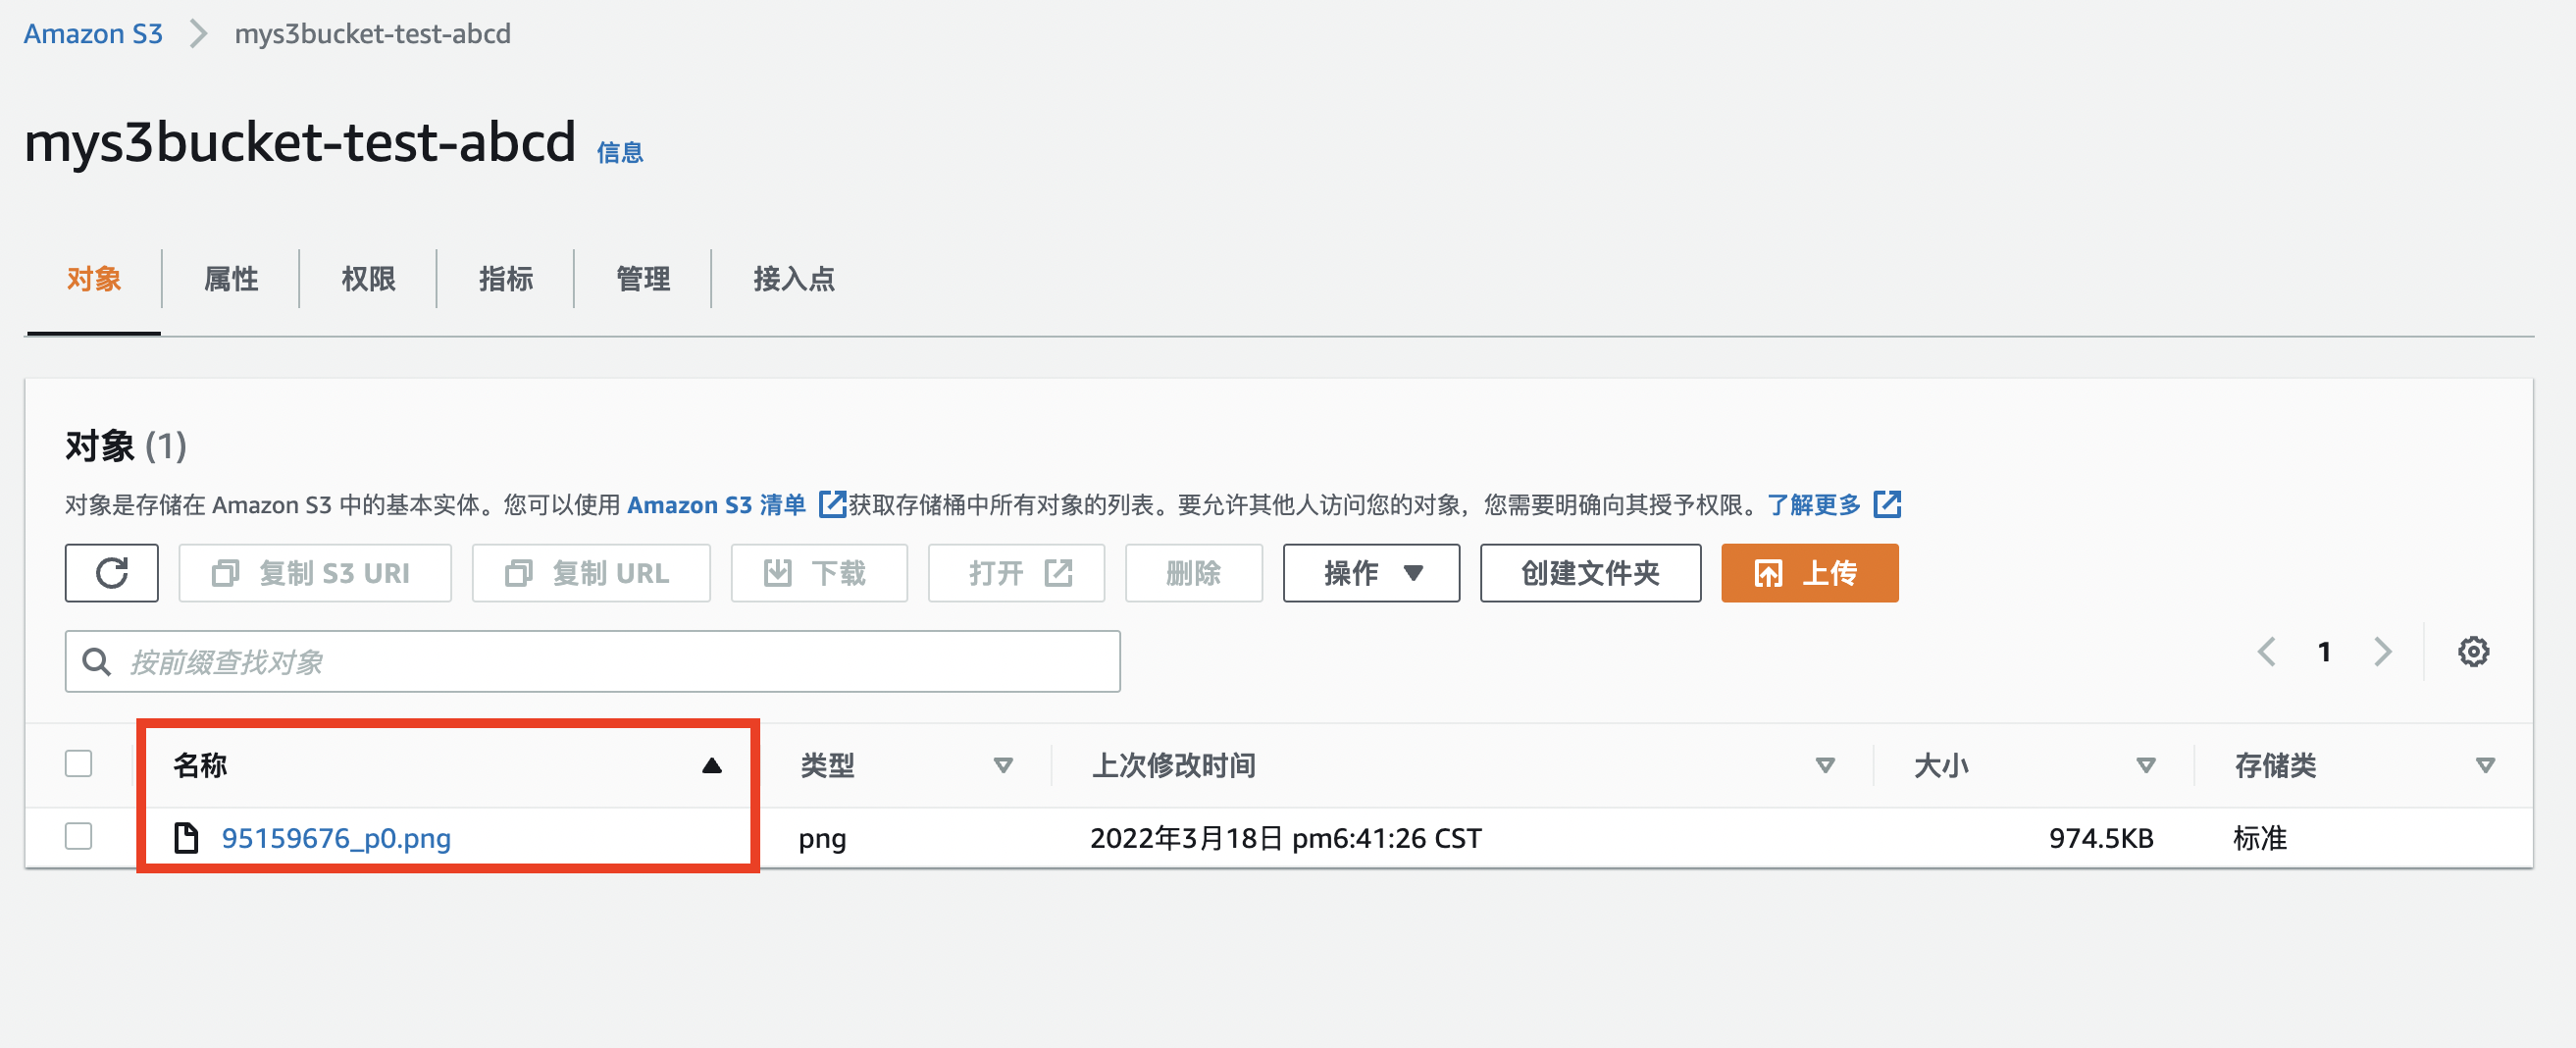 Amazon S3 mys3bucket-test-abcd
mys3bucket-test-abcd 信息
对象 属性 权限 指标 管理 接入点
对象 (1)
对象是存储在 Amazon S3 中的基本实体。您可以使用 Amazon S3 清单 获取存储桶中所有对象的列表。要允许其他人访问您的对象，您需要明确向其授予权限。了解更多
复制 S3 URI 复制 URL 下载 打开 删除 操作 创建文件夹 上传
按前缀查找对象 1
名称 类型 上次修改时间 大小 存储类
95159676_p0.png png 2022年3月18日 pm6:41:26 CST 974.5KB 标准